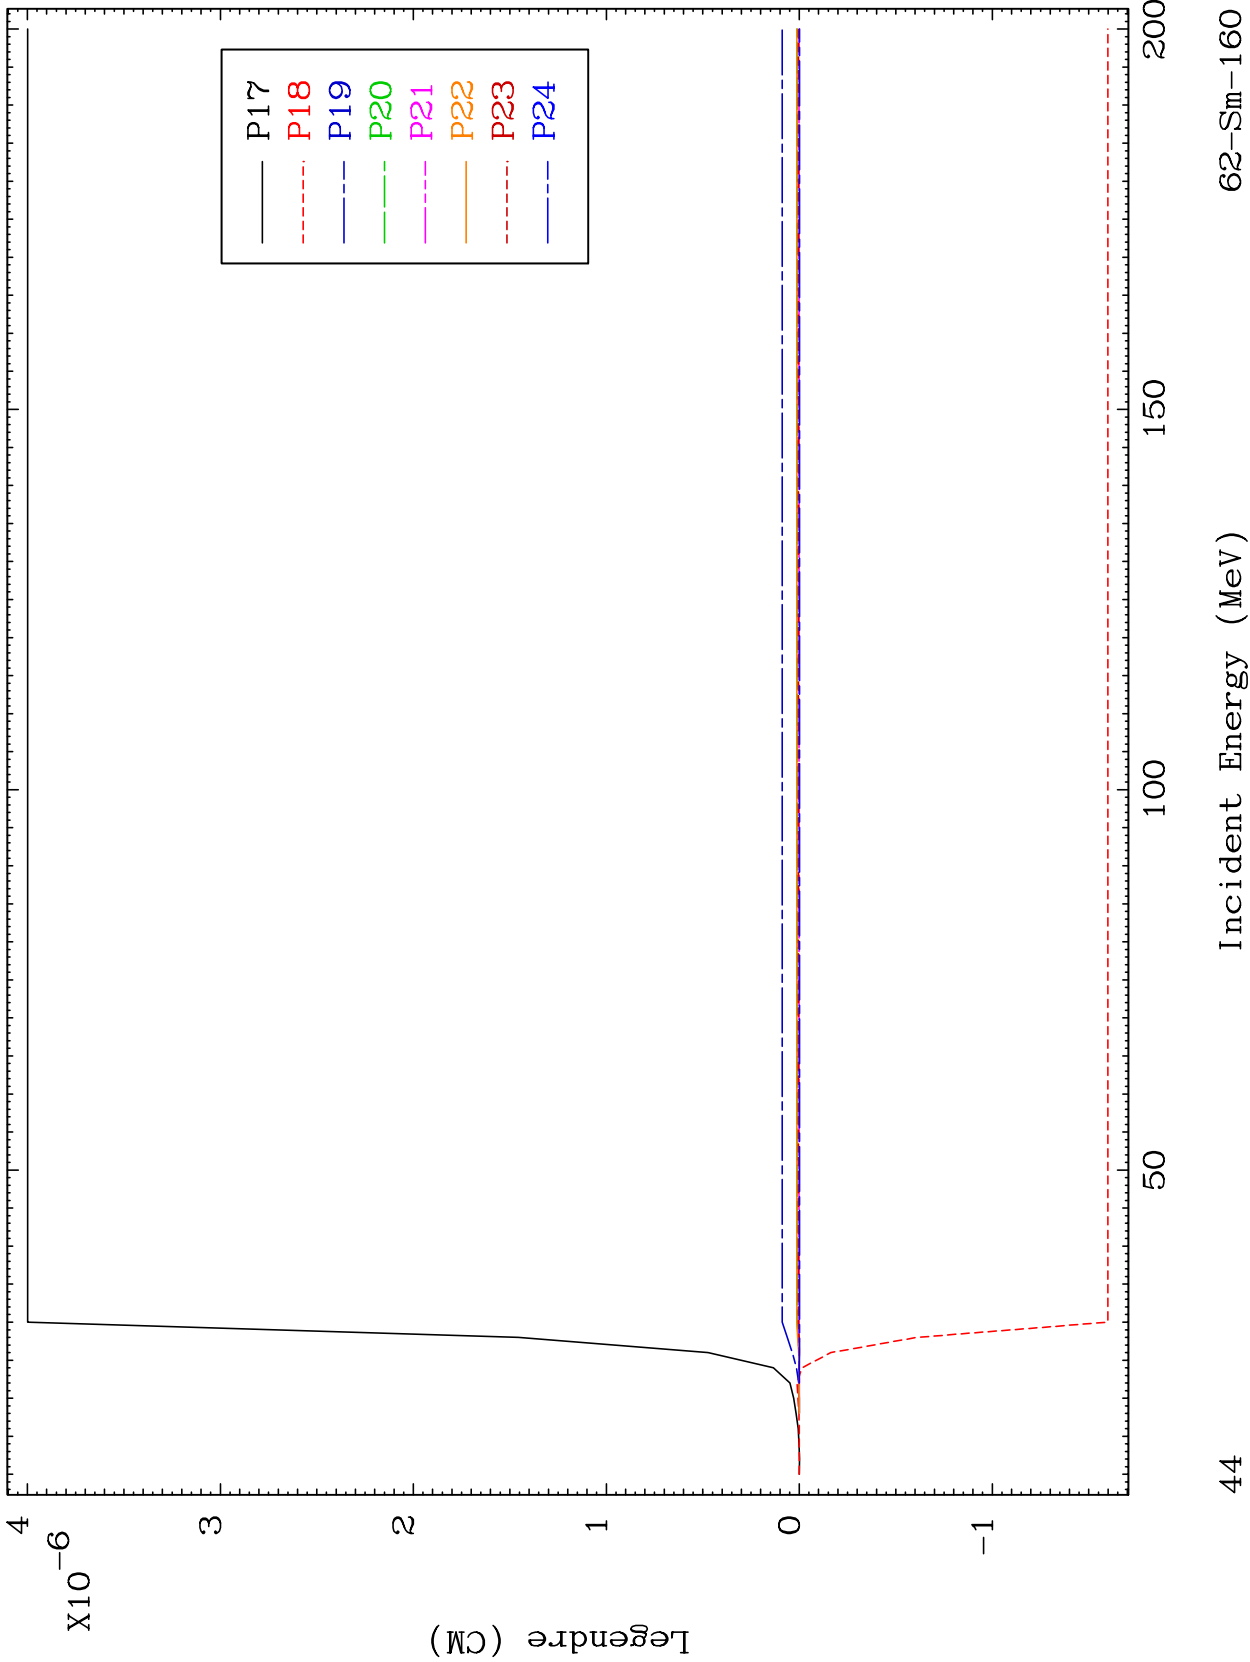 4
3
2
1
0
-1
X10-6
Legendre (CM)
P17
P18
P19
P20
P21
P22
P23
P24
50
100
150
200
Incident Energy (MeV)
44
62-Sm-160